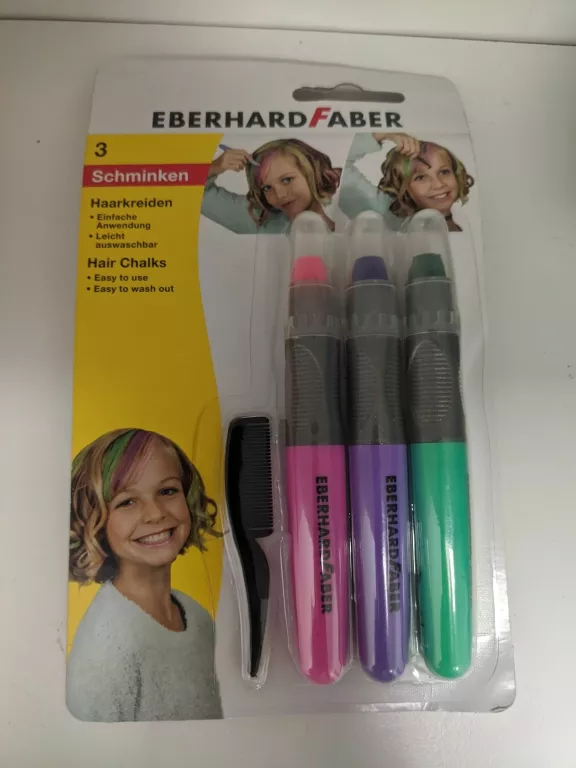 EBERHARDFABER
3
Schminken
Haarkreiden
• Einfache
Anwendung
• Leicht
auswaschbar
Hair Chalks
• Easy to use
• Easy to wash out
EBERHARDFABER
EBERHARDFABER